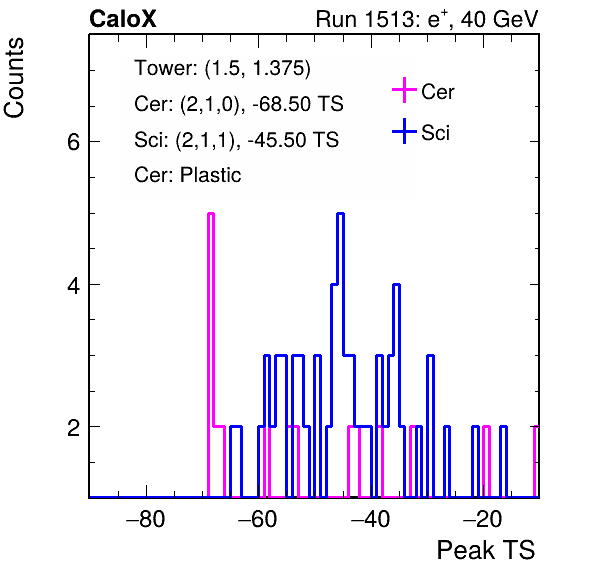 CaloX Run 1513: e⁺, 40 GeV
Counts
Tower: (1.5, 1.375)
Cer: (2,1,0), -68.50 TS
Sci: (2,1,1), -45.50 TS
Cer: Plastic
Cer
Sci
6
4
2
−80 −60 −40 −20
Peak TS